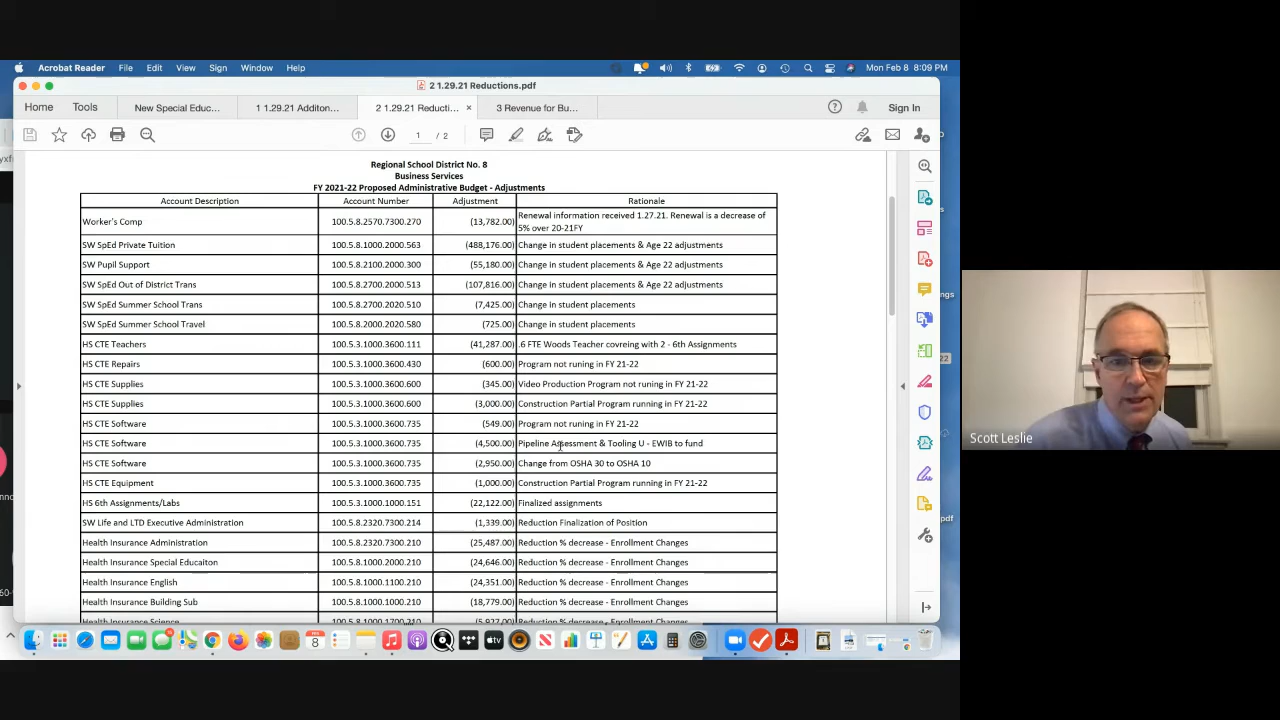 Acrobat Reader File Edit View Sign Window Help Mon Feb 8 8:09 PM
2 1.29.21 Reductions.pdf
Home Tools New Special Educ... 1 1.29.21 Additon... 2 1.29.21 Reducti... × 3 Revenue for Bu... Sign In
1 / 2
Regional School District No. 8
Business Services
FY 2021-22 Proposed Administrative Budget - Adjustments
Account Description Account Number Adjustment Rationale
Worker's Comp 100.5.8.2570.7300.270 (13,782.00) Renewal information received 1.27.21. Renewal is a decrease of
5% over 20-21FY
SW SpEd Private Tuition 100.5.8.1000.2000.563 (488,176.00) Change in student placements & Age 22 adjustments
SW Pupil Support 100.5.8.2100.2000.300 (55,180.00) Change in student placements & Age 22 adjustments
SW SpEd Out of District Trans 100.5.8.2700.2000.513 (107,816.00) Change in student placements & Age 22 adjustments
SW SpEd Summer School Trans 100.5.8.2700.2020.510 (7,425.00) Change in student placements
SW SpEd Summer School Travel 100.5.8.2000.2020.580 (725.00) Change in student placements
HS CTE Teachers 100.5.3.1000.3600.111 (41,287.00) .6 FTE Woods Teacher covreing with 2 - 6th Assignments
HS CTE Repairs 100.5.3.1000.3600.430 (600.00) Program not runing in FY 21-22
HS CTE Supplies 100.5.3.1000.3600.600 (345.00) Video Production Program not runing in FY 21-22
HS CTE Supplies 100.5.3.1000.3600.600 (3,000.00) Construction Partial Program running in FY 21-22
HS CTE Software 100.5.3.1000.3600.735 (549.00) Program not runing in FY 21-22
HS CTE Software 100.5.3.1000.3600.735 (4,500.00) Pipeline Assessment & Tooling U - EWIB to fund
HS CTE Software 100.5.3.1000.3600.735 (2,950.00) Change from OSHA 30 to OSHA 10
HS CTE Equipment 100.5.3.1000.3600.735 (1,000.00) Construction Partial Program running in FY 21-22
HS 6th Assignments/Labs 100.5.3.1000.1000.151 (22,122.00) Finalized assignments
SW Life and LTD Executive Administration 100.5.8.2320.7300.214 (1,339.00) Reduction Finalization of Position
Health Insurance Administration 100.5.8.2320.7300.210 (25,487.00) Reduction % decrease - Enrollment Changes
Health Insurance Special Educaiton 100.5.8.1000.2000.210 (24,646.00) Reduction % decrease - Enrollment Changes
Health Insurance English 100.5.8.1000.1100.210 (24,351.00) Reduction % decrease - Enrollment Changes
Health Insurance Building Sub 100.5.8.1000.1000.210 (18,779.00) Reduction % decrease - Enrollment Changes
Health Insurance Science 100.5.8.1000.1700.210 (5,927.00) Reduction % decrease - Enrollment Changes
Scott Leslie